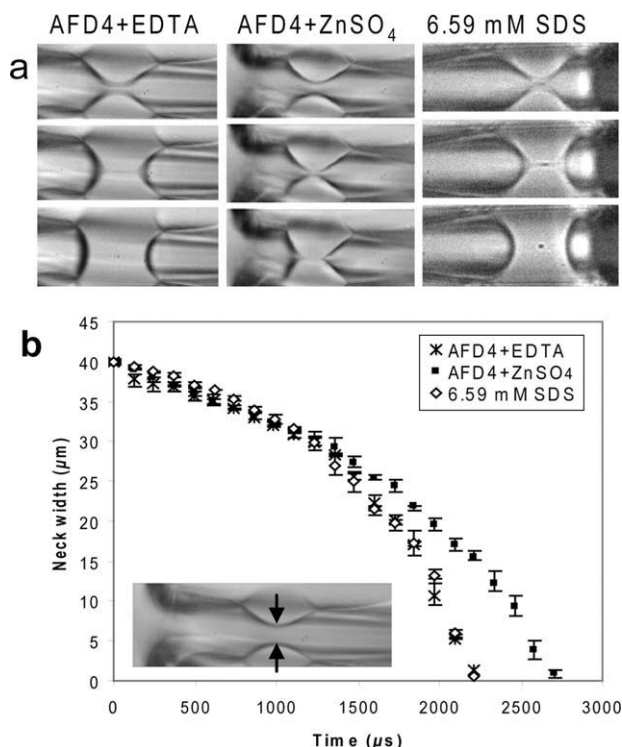 AFD4+EDTA AFD4+ZnSO4 6.59 mM SDS
a
b
45
40
35
30
25
20
15
10
5
0
Neck width (µm)
AFD4+EDTA
AFD4+ZnSO4
6.59 mM SDS
0 500 1000 1500 2000 2500 3000
Time (µs)